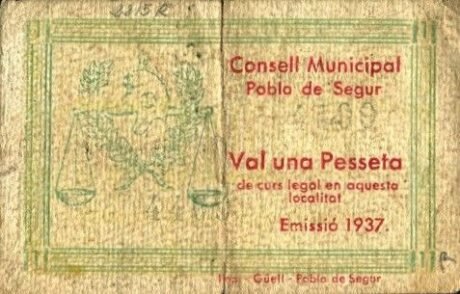 Consell Municipal
Pobla de Segur
Val una Pesseta
de curs legal en aquesta
localitat
Emissió 1937.
Imp. Güell - Pobla de Segur